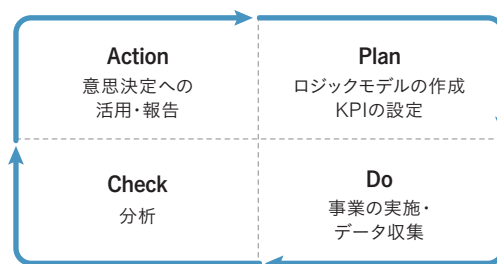 Action
意思決定への
活用・報告
Plan
ロジックモデルの作成
KPIの設定
Check
分析
Do
事業の実施・
データ収集